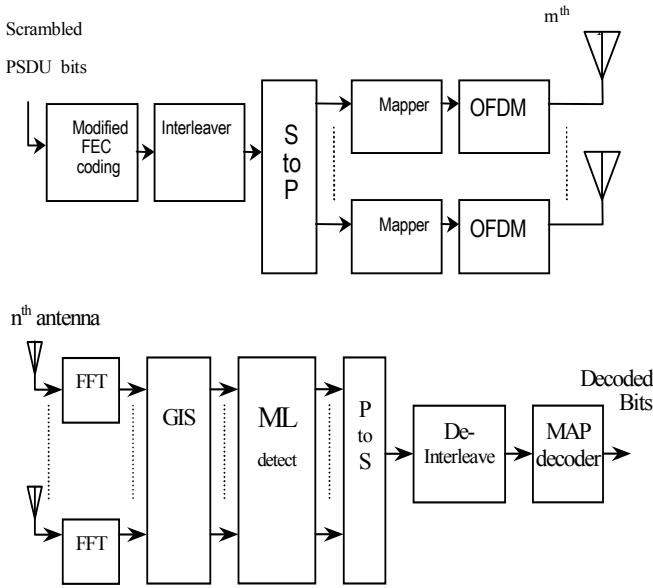 Scrambled
PSDU bits
m^th
Modified
FEC
coding
Interleaver
S
to
P
Mapper
OFDM
Mapper
OFDM
n^th antenna
FFT
FFT
GIS
ML
detect
P
to
S
De-
Interleave
MAP
decoder
Decoded
Bits